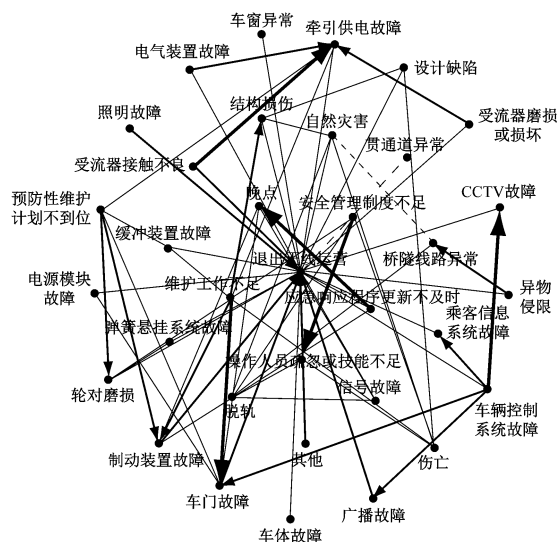 车窗异常
牵引供电故障
电气装置故障
设计缺陷
照明故障
结构损伤
自然灾害
受流器磨损
或损坏
贯通道异常
受流器接触不良
预防性维护
计划不到位
晚点
安全管理制度不足
CCTV故障
缓冲装置故障
退出正线运营
桥隧线路异常
电源模块
故障
维护工作不足
应急响应程序更新不及时
异物
侵限
乘客信息
系统故障
弹簧悬挂系统故障
操作人员疏忽或技能不足
轮对磨损
信号故障
脱轨
车辆控制
系统故障
制动装置故障
其他
伤亡
车门故障
广播故障
车体故障